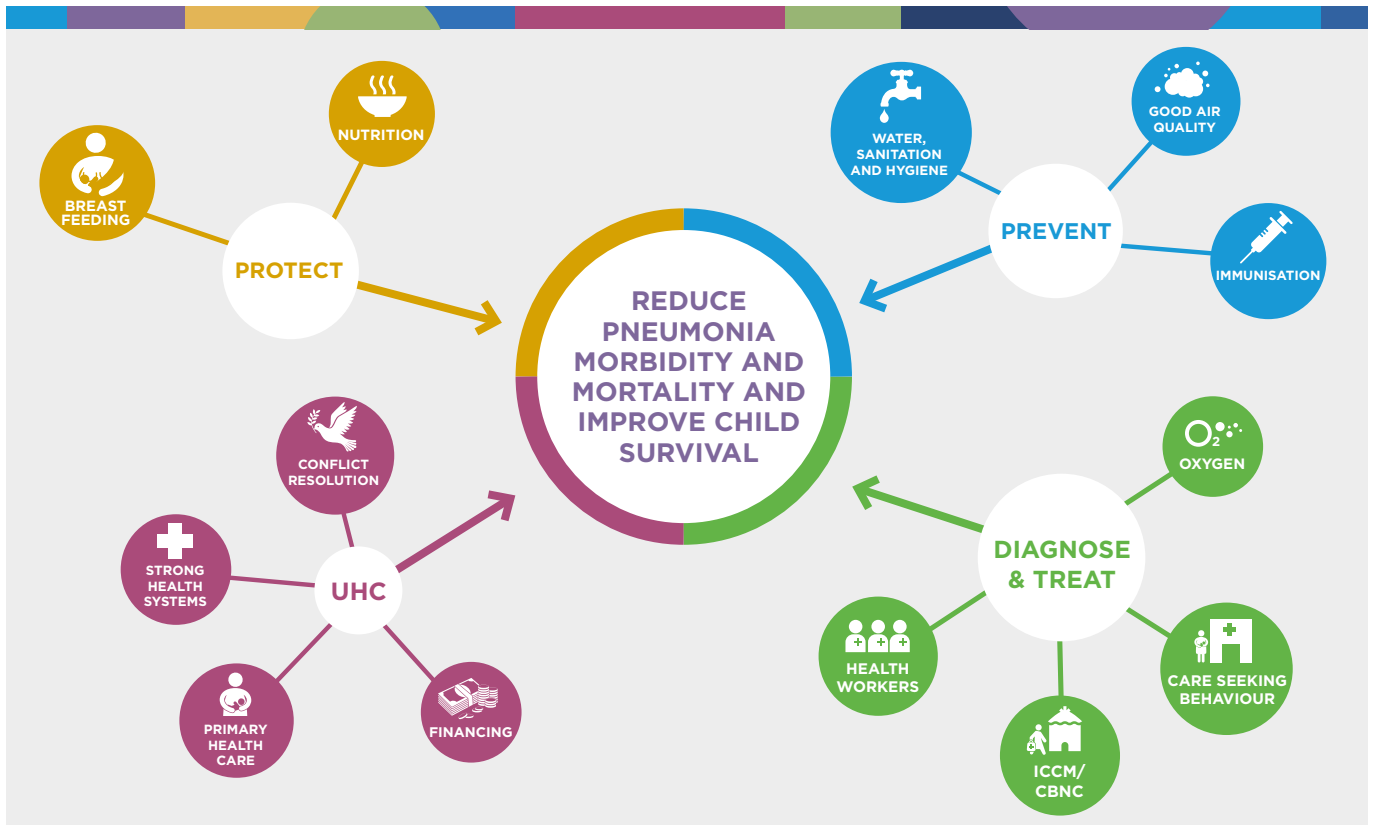 NUTRITION
BREAST
FEEDING
PROTECT
WATER,
SANITATION
AND HYGIENE
GOOD AIR
QUALITY
PREVENT
IMMUNISATION
REDUCE
PNEUMONIA
MORBIDITY AND
MORTALITY AND
IMPROVE CHILD
SURVIVAL
CONFLICT
RESOLUTION
STRONG
HEALTH
SYSTEMS
UHC
PRIMARY
HEALTH
CARE
FINANCING
O2
OXYGEN
DIAGNOSE
& TREAT
HEALTH
WORKERS
CARE SEEKING
BEHAVIOUR
ICCM/
CBNC